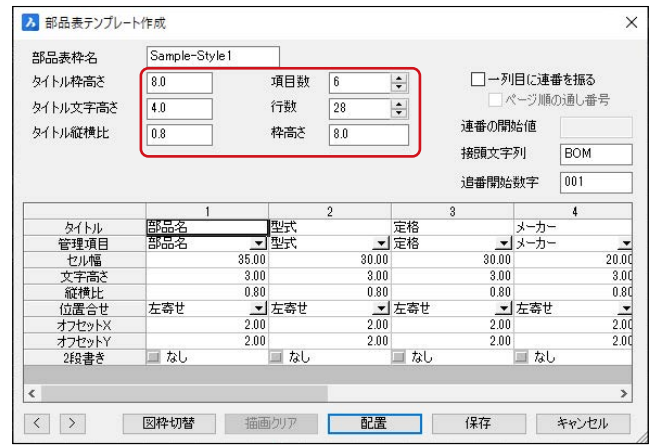 部品表テンプレート作成
部品表枠名 Sample-Style1
タイトル枠高さ 8.0 項目数 6 一列目に連番を振る
ページ順の通し番号
タイトル文字高さ 4.0 行数 28
タイトル縦横比 0.8 枠高さ 8.0 連番の開始値
接頭文字列 BOM
追番開始数字 001
1 2 3 4
タイトル 部品名 型式 定格 メーカー
管理項目 部品名 型式 定格 メーカー
セル幅 35.00 30.00 30.00 20.00
文字高さ 3.00 3.00 3.00 3.00
縦横比 0.80 0.80 0.80 0.80
位置合せ 左寄せ 左寄せ 左寄せ 左寄せ
オフセットX 2.00 2.00 2.00 2.00
オフセットY 2.00 2.00 2.00 2.00
2段書き なし なし なし なし
< > 図枠切替 描画クリア 配置 保存 キャンセル